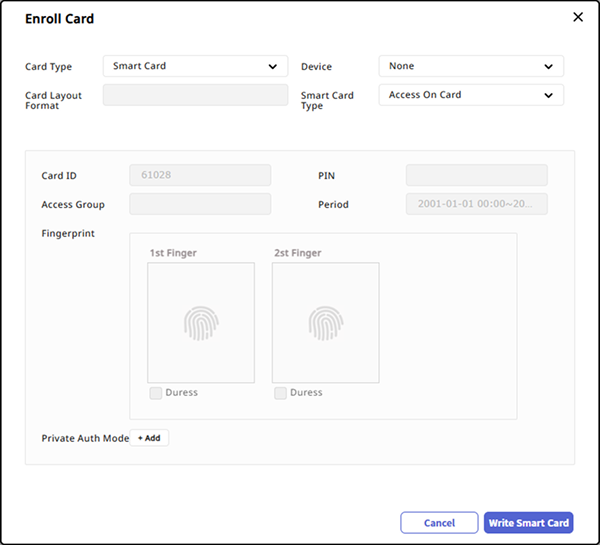 Enroll Card
Card Type Smart Card Device None
Card Layout Format Smart Card Type Access On Card
Card ID 61028 PIN
Access Group Period 2001-01-01 00:00~20...
Fingerprint
1st Finger 2st Finger
Duress Duress
Private Auth Mode + Add
Cancel Write Smart Card